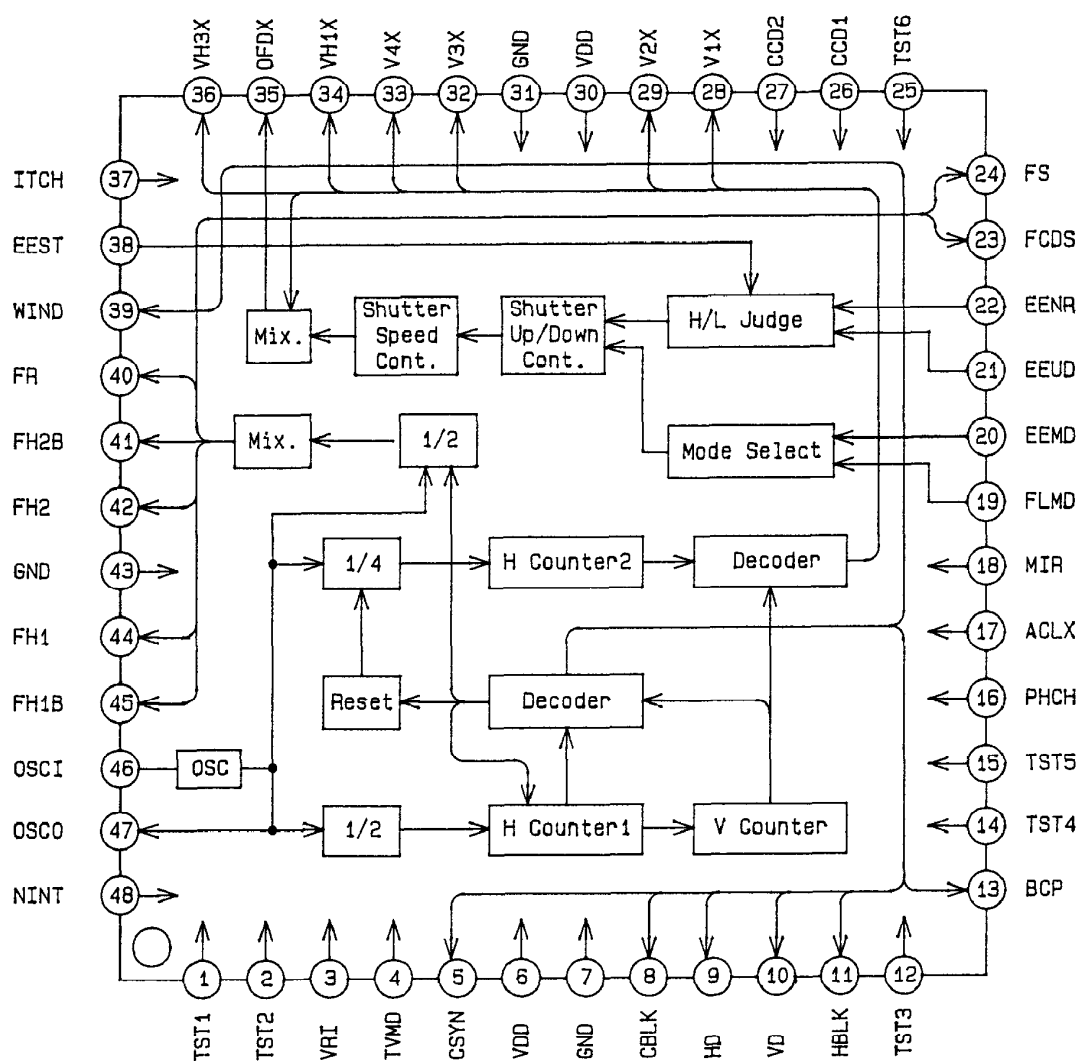 VH3X
OFDX
VH1X
V4X
V3X
GND
VDD
V2X
V1X
CCD2
CCD1
TST6
36
35
34
33
32
31
30
29
28
27
26
25
ITCH 37
24 FS
EEST 38
23 FCDS
WIND 39
22 EENR
Mix.
Shutter
Speed
Cont.
Shutter
Up/Down
Cont.
H/L Judge
FR 40
21 EEUD
FH2B 41
Mix.
1/2
Mode Select
20 EEMD
FH2 42
19 FLMD
GND 43
1/4
H Counter2
Decoder
18 MIR
FH1 44
17 ACLX
FH1B 45
Reset
Decoder
16 PHCH
OSCI 46
OSC
15 TST5
OSCO 47
1/2
H Counter1
V Counter
14 TST4
NINT 48
13 BCP
1
2
3
4
5
6
7
8
9
10
11
12
TST1
TST2
VRI
TVMD
CSYN
VDD
GND
CBLK
HD
VD
HBLK
TST3